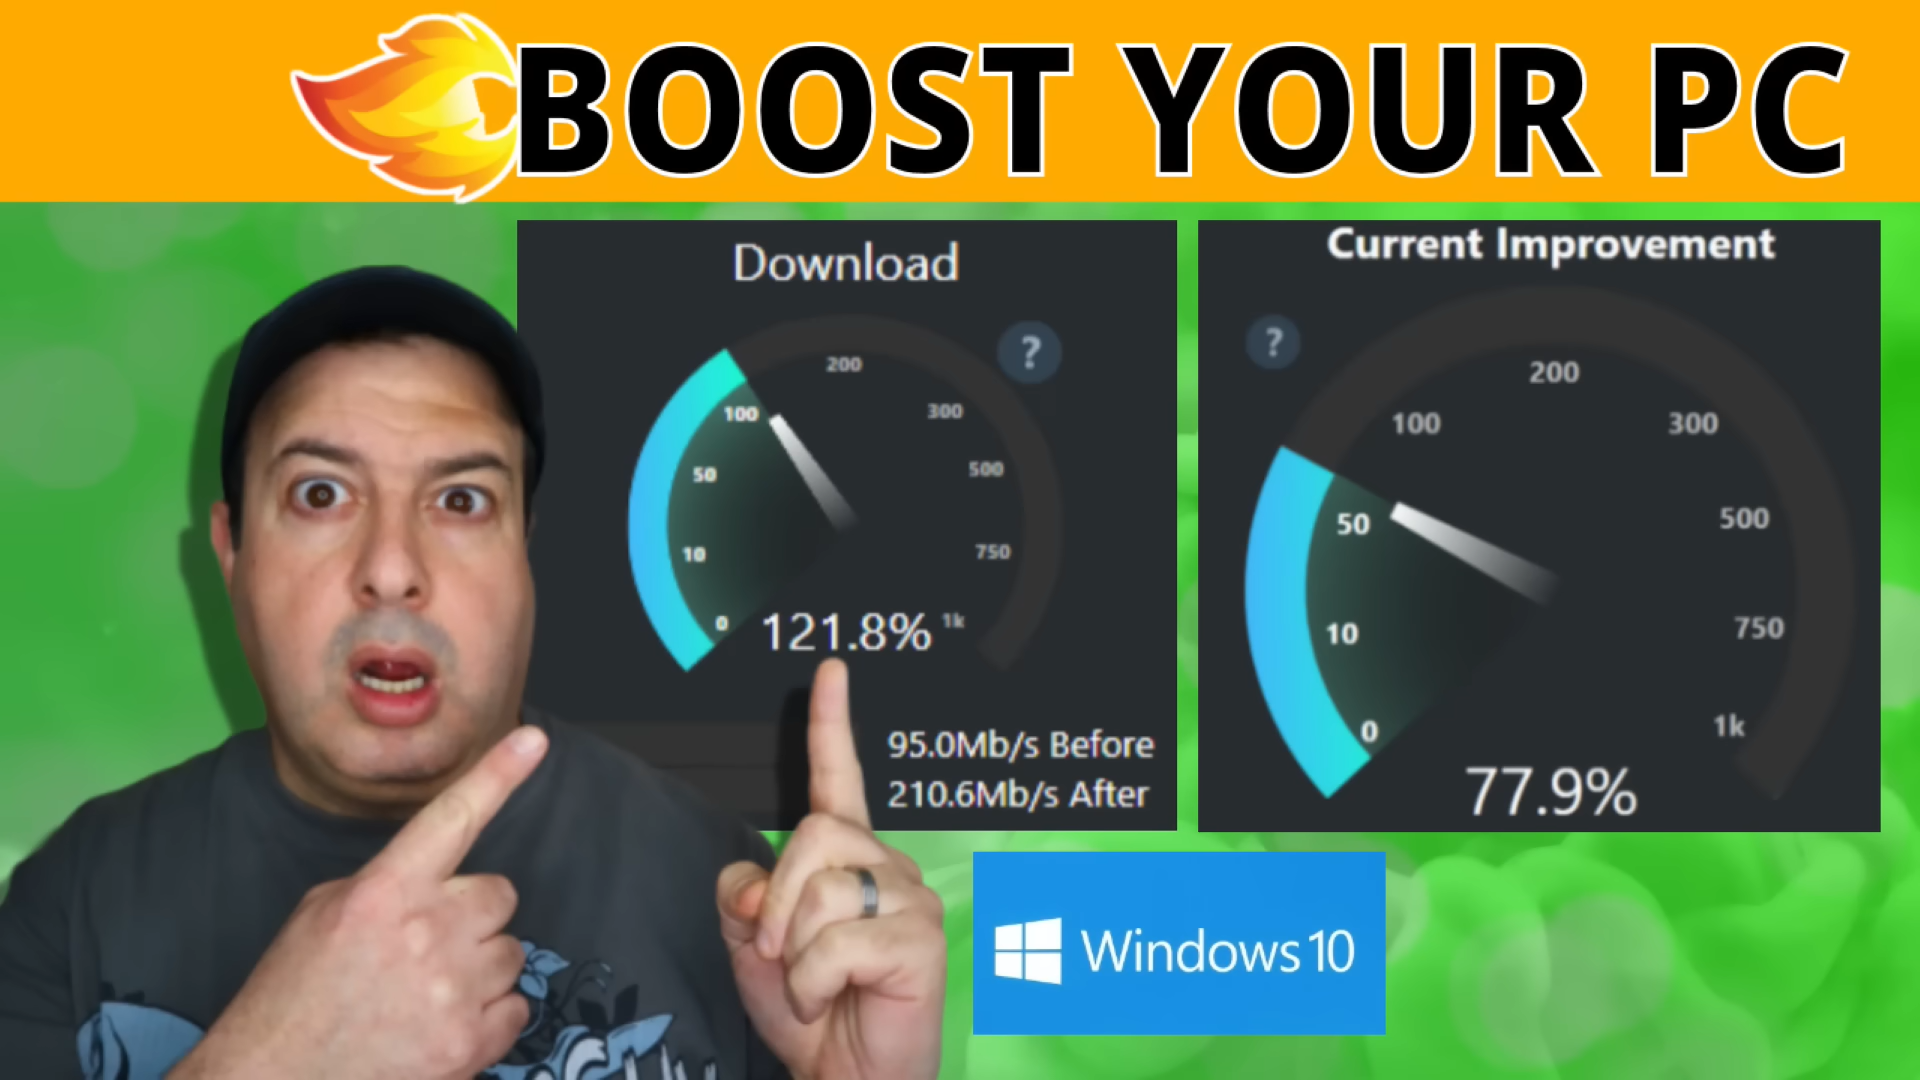 BOOST YOUR PC
Download
?
200
100
300
50
500
10
750
0
1k
121.8%
95.0Mb/s Before
210.6Mb/s After
Current Improvement
?
200
100
300
50
500
10
750
0
1k
77.9%
Windows 10